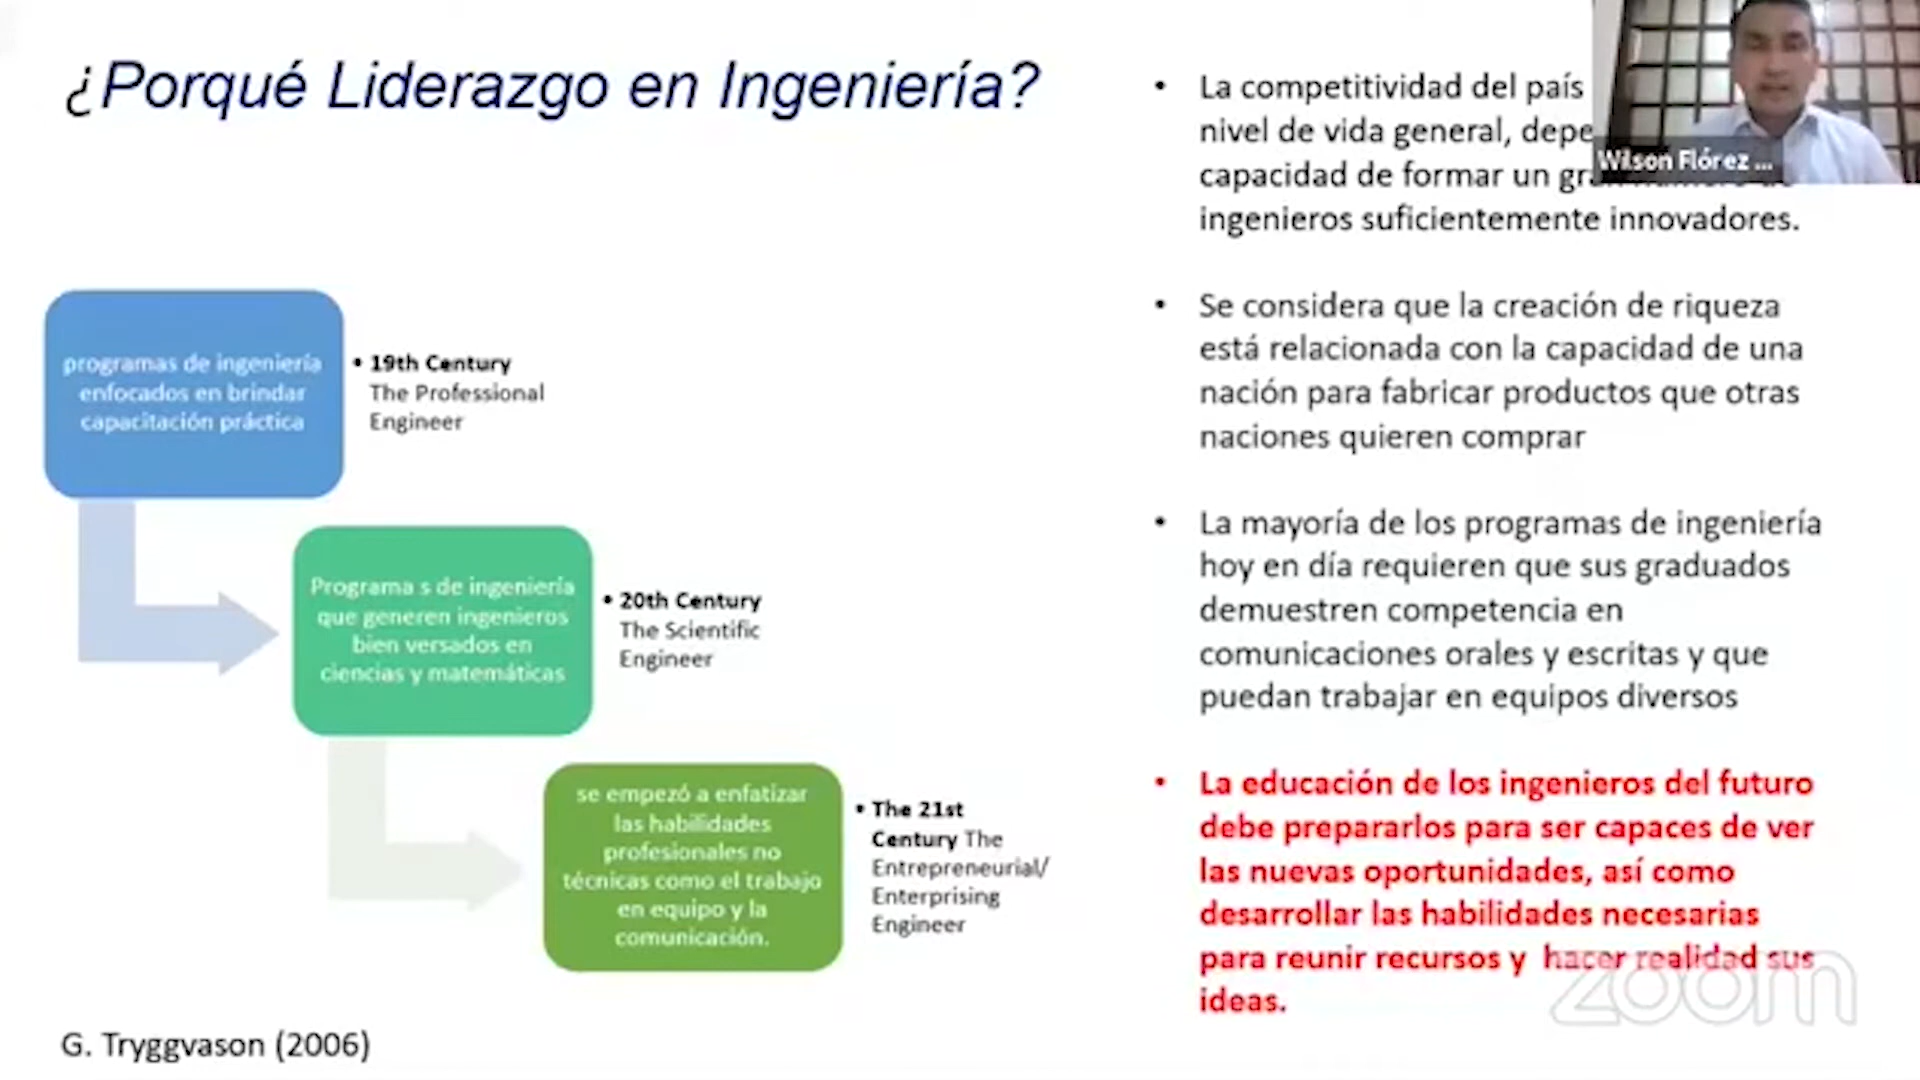 ¿Porqué Liderazgo en Ingeniería?
programas de ingeniería
enfocados en brindar
capacitación práctica
• 19th Century
The Professional
Engineer
Programa s de ingeniería
que generen ingenieros
bien versados en
ciencias y matemáticas
• 20th Century
The Scientific
Engineer
se empezó a enfatizar
las habilidades
profesionales no
técnicas como el trabajo
en equipo y la
comunicación.
• The 21st
Century The
Entrepreneurial/
Enterprising
Engineer
G. Tryggvason (2006)
• La competitividad del país
nivel de vida general,
capacidad de formar un
ingenieros suficientemente innovadores.
• Se considera que la creación de riqueza
está relacionada con la capacidad de una
nación para fabricar productos que otras
naciones quieren comprar
• La mayoría de los programas de ingeniería
hoy en día requieren que sus graduados
demuestren competencia en
comunicaciones orales y escritas y que
puedan trabajar en equipos diversos
• La educación de los ingenieros del futuro
debe prepararlos para ser capaces de ver
las nuevas oportunidades, así como
desarrollar las habilidades necesarias
para reunir recursos y hacer realidad sus
ideas.
Wilson Flórez ...
zoom